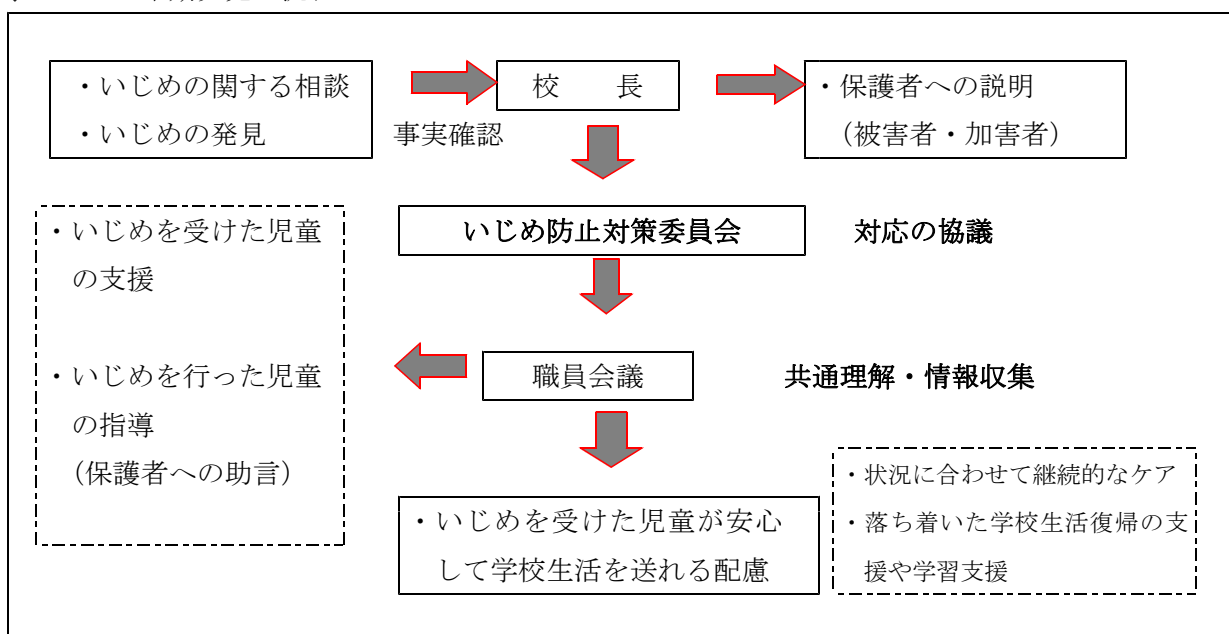 ・いじめの関する相談
・いじめの発見
事実確認
校　　長
・保護者への説明
（被害者・加害者）
・いじめを受けた児童
の支援
・いじめを行った児童
の指導
（保護者への助言）
いじめ防止対策委員会
対応の協議
職員会議
共通理解・情報収集
・いじめを受けた児童が安心
して学校生活を送れる配慮
・状況に合わせて継続的なケア
・落ち着いた学校生活復帰の支
援や学習支援